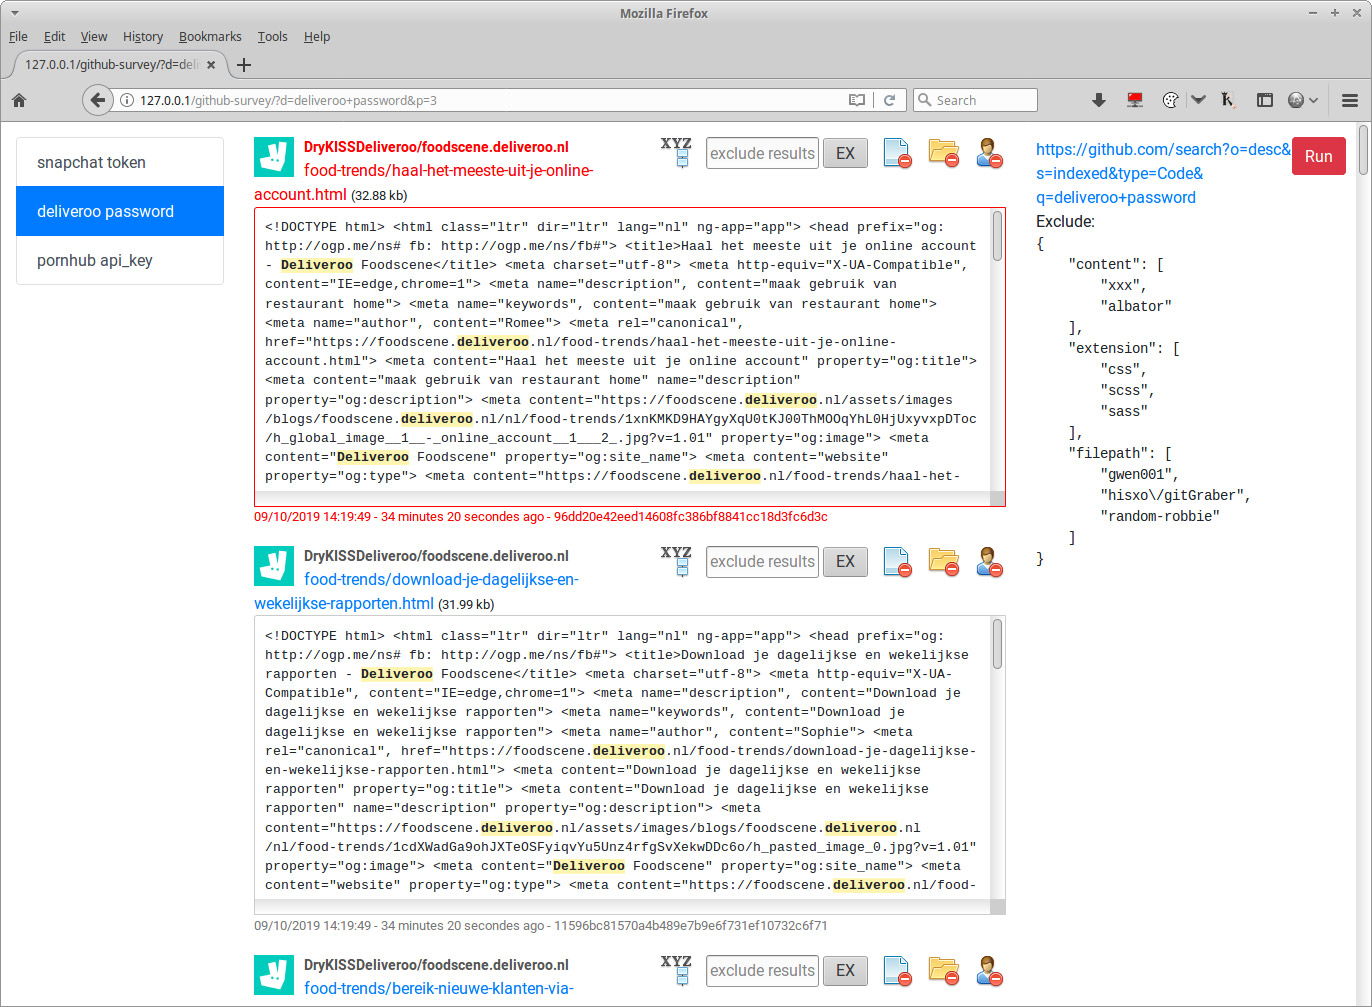 Mozilla Firefox
File Edit View History Bookmarks Tools Help
127.0.0.1/github-survey/?d=deli
127.0.0.1/github-survey/?d=deliveroo+password&p=3
Search
snapchat token
deliveroo password
pornhub api_key
DryKISSDeliveroo/foodscene.deliveroo.nl
food-trends/haal-het-meeste-uit-je-online-
account.html (32.88 kb)
XYZ
exclude results
EX
<!DOCTYPE html> <html class="ltr" dir="ltr" lang="nl" ng-app="app"> <head prefix="og:
http://ogp.me/ns# fb: http://ogp.me/ns/fb#"> <title>Haal het meeste uit je online account
- Deliveroo Foodscene</title> <meta charset="utf-8"> <meta http-equiv="X-UA-Compatible",
content="IE=edge,chrome=1"> <meta name="description", content="maak gebruik van
restaurant home"> <meta name="keywords", content="maak gebruik van restaurant home">
<meta name="author", content="Romee"> <meta rel="canonical",
href="https://foodscene.deliveroo.nl/food-trends/haal-het-meeste-uit-je-online-
account.html"> <meta content="Haal het meeste uit je online account" property="og:title">
<meta content="maak gebruik van restaurant home" name="description"
property="og:description"> <meta content="https://foodscene.deliveroo.nl/assets/images
/blogs/foodscene.deliveroo.nl/nl/food-trends/1xnKMKD9HAYgyXqU0tKJ00ThMOOqYhL0HjUxyvxpDToc
/h_global_image__1__-_online_account__1___2_.jpg?v=1.01" property="og:image"> <meta
content="Deliveroo Foodscene" property="og:site_name"> <meta content="website"
property="og:type"> <meta content="https://foodscene.deliveroo.nl/food-trends/haal-het-
09/10/2019 14:19:49 - 34 minutes 20 secondes ago - 96dd20e42eed14608fc386bf8841cc18d3fc6d3c
DryKISSDeliveroo/foodscene.deliveroo.nl
food-trends/download-je-dagelijkse-en-
wekelijkse-rapporten.html (31.99 kb)
XYZ
exclude results
EX
<!DOCTYPE html> <html class="ltr" dir="ltr" lang="nl" ng-app="app"> <head prefix="og:
http://ogp.me/ns# fb: http://ogp.me/ns/fb#"> <title>Download je dagelijkse en wekelijkse
rapporten - Deliveroo Foodscene</title> <meta charset="utf-8"> <meta http-equiv="X-UA-
Compatible", content="IE=edge,chrome=1"> <meta name="description", content="Download je
dagelijkse en wekelijkse rapporten"> <meta name="keywords", content="Download je
dagelijkse en wekelijkse rapporten"> <meta name="author", content="Sophie"> <meta
rel="canonical", href="https://foodscene.deliveroo.nl/food-trends/download-je-dagelijkse-
en-wekelijkse-rapporten.html"> <meta content="Download je dagelijkse en wekelijkse
rapporten" property="og:title"> <meta content="Download je dagelijkse en wekelijkse
rapporten" name="description" property="og:description"> <meta
content="https://foodscene.deliveroo.nl/assets/images/blogs/foodscene.deliveroo.nl
/nl/food-trends/1cdXWadGa9ohJXTeOSFyiqvYu5Unz4rfgSvXekwDDc6o/h_pasted_image_0.jpg?v=1.01"
property="og:image"> <meta content="Deliveroo Foodscene" property="og:site_name"> <meta
content="website" property="og:type"> <meta content="https://foodscene.deliveroo.nl/food-
09/10/2019 14:19:49 - 34 minutes 20 secondes ago - 11596bc81570a4b489e7b9e6f731ef10732c6f71
DryKISSDeliveroo/foodscene.deliveroo.nl
food-trends/bereik-nieuwe-klanten-via-
XYZ
exclude results
EX
https://github.com/search?o=desc&
s=indexed&type=Code&
q=deliveroo+password
Run
Exclude:
{
"content": [
"xxx",
"albator"
],
"extension": [
"css",
"scss",
"sass"
],
"filepath": [
"gwen001",
"hisxo\/gitGraber",
"random-robbie"
]
}